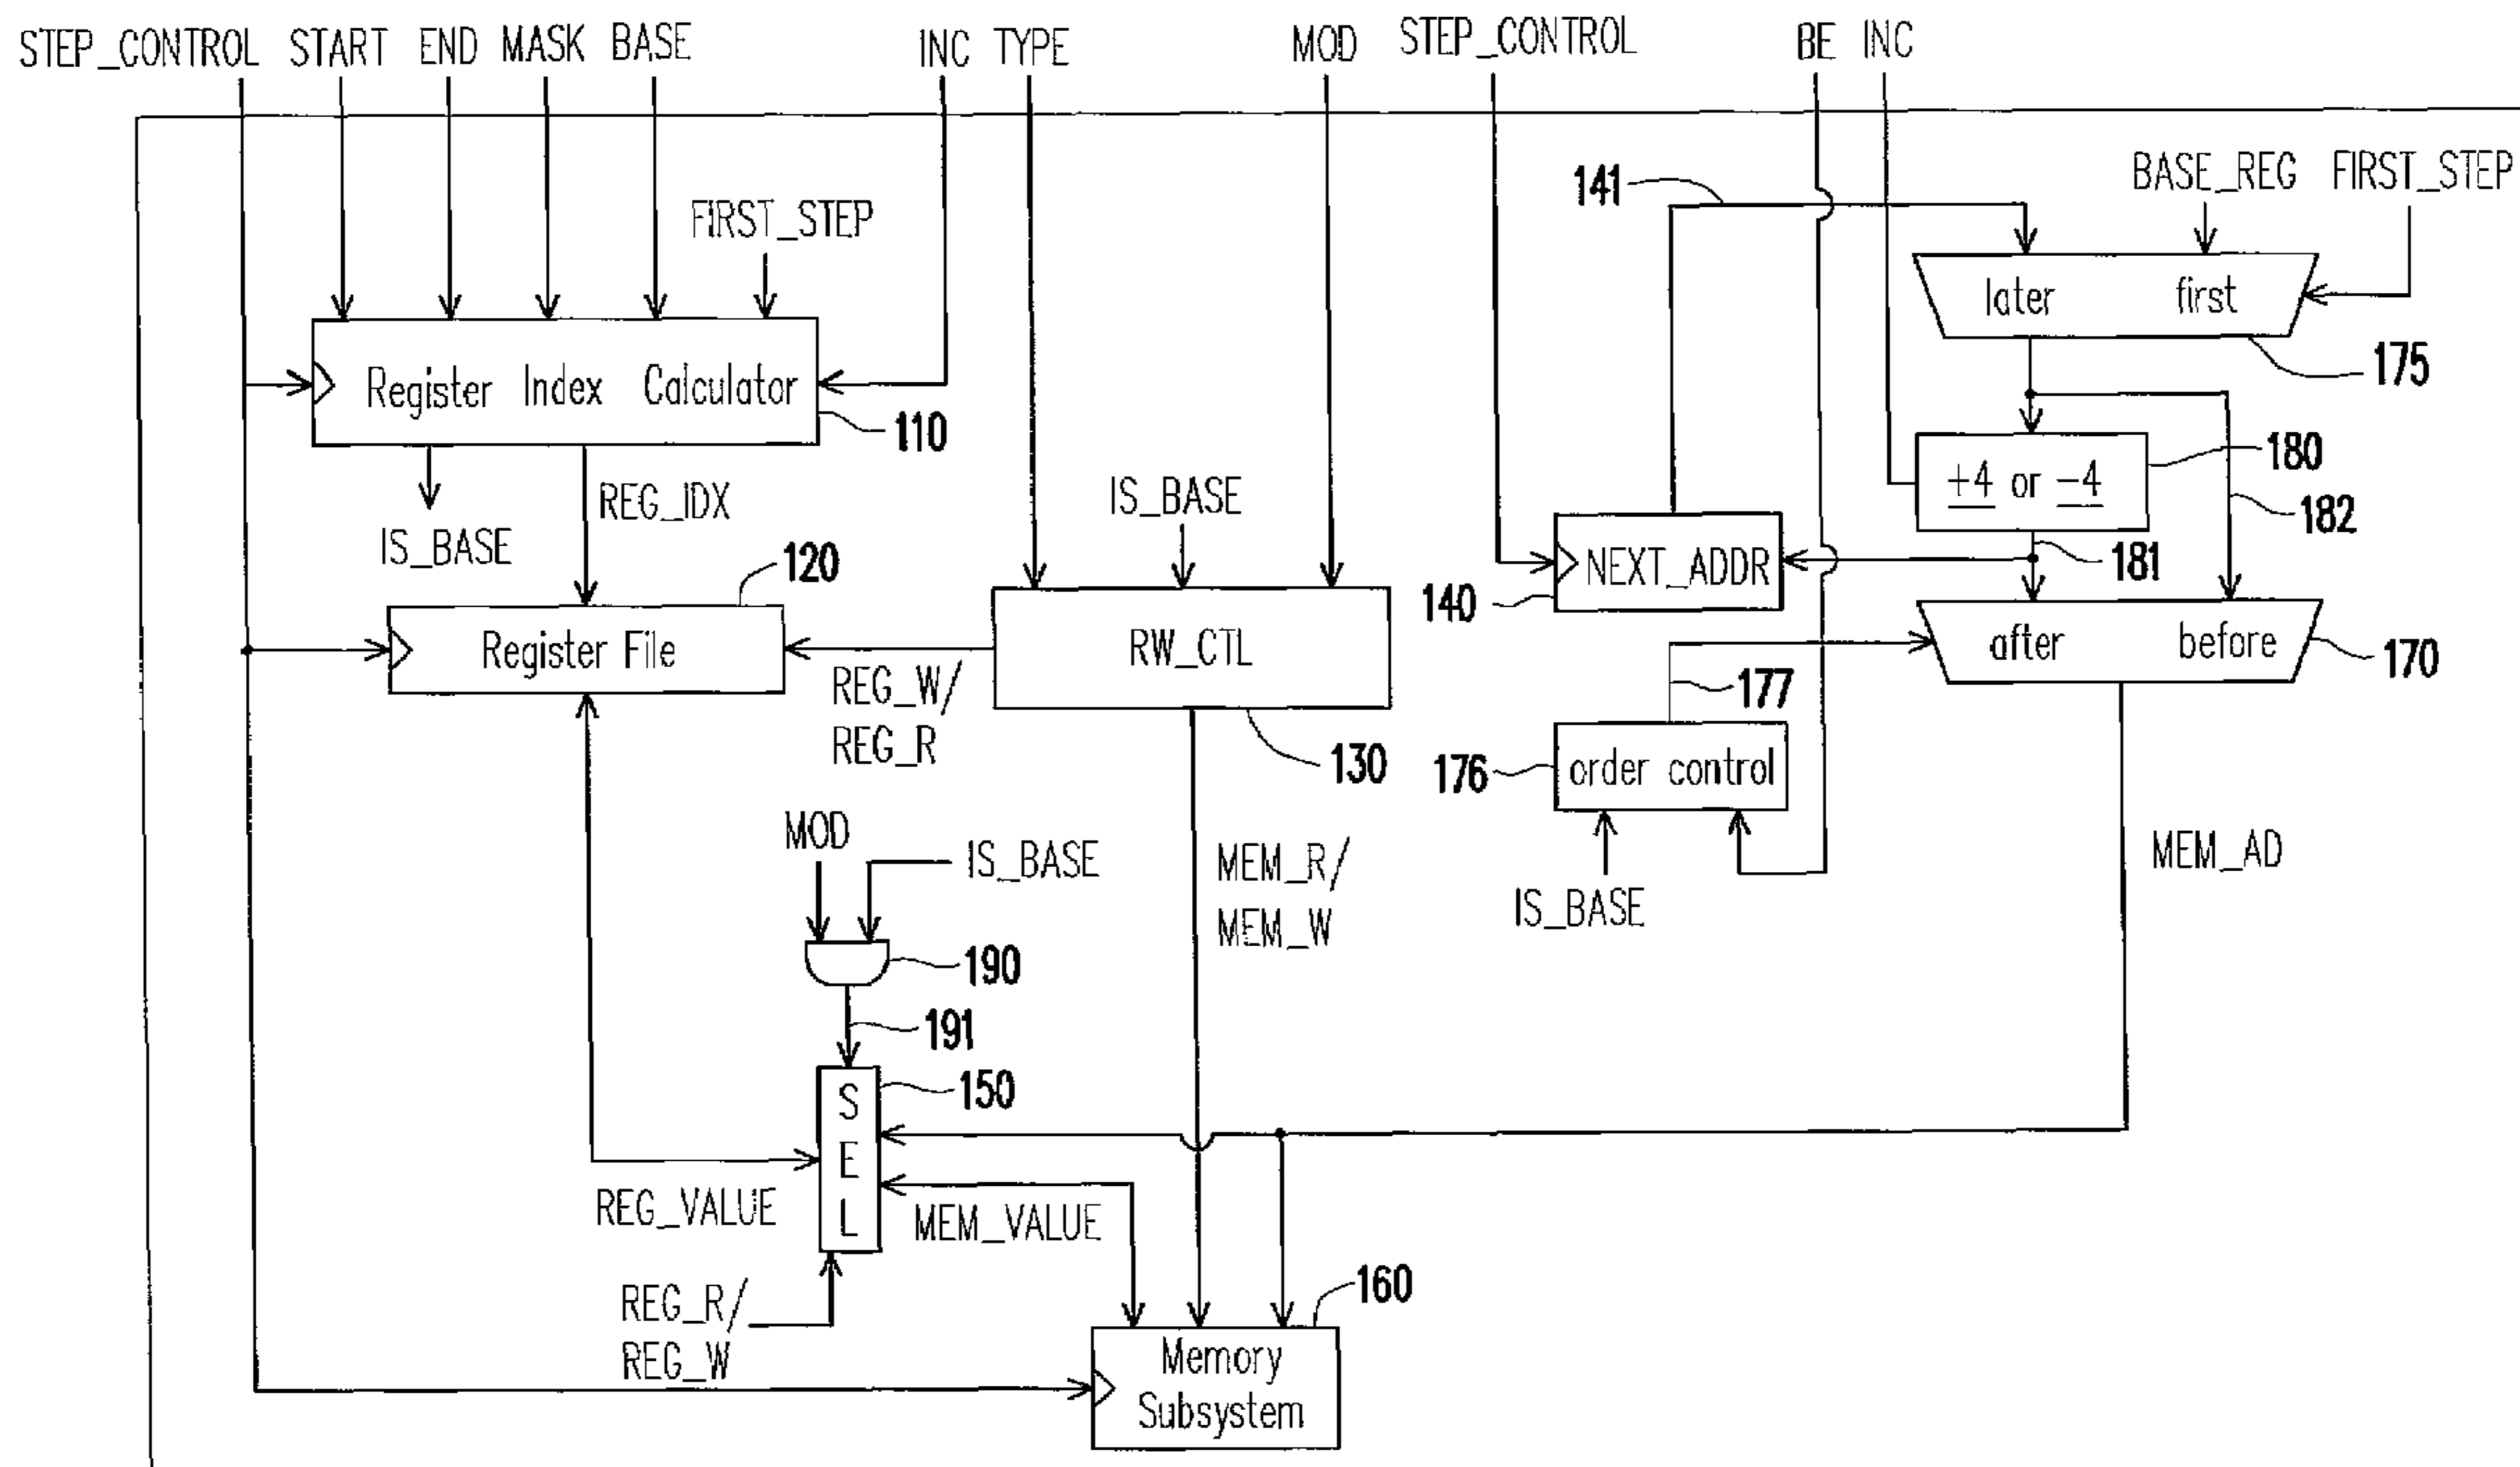 STEP_CONTROL START END MASK BASE INC TYPE MOD STEP_CONTROL BE INC
FIRST_STEP
141
BASE_REG FIRST_STEP
later first
175
Register Index Calculator
110
IS_BASE
REG_IDX
IS_BASE
+4 or -4
180
182
181
NEXT_ADDR
140
120
Register File
REG_W/
REG_R
RW_CTL
130
after before
170
177
order control
176
IS_BASE
MEM_AD
MOD
IS_BASE
190
191
MEM_R/
MEM_W
S
E
L
150
REG_VALUE
MEM_VALUE
REG_R/
REG_W
160
Memory
Subsystem